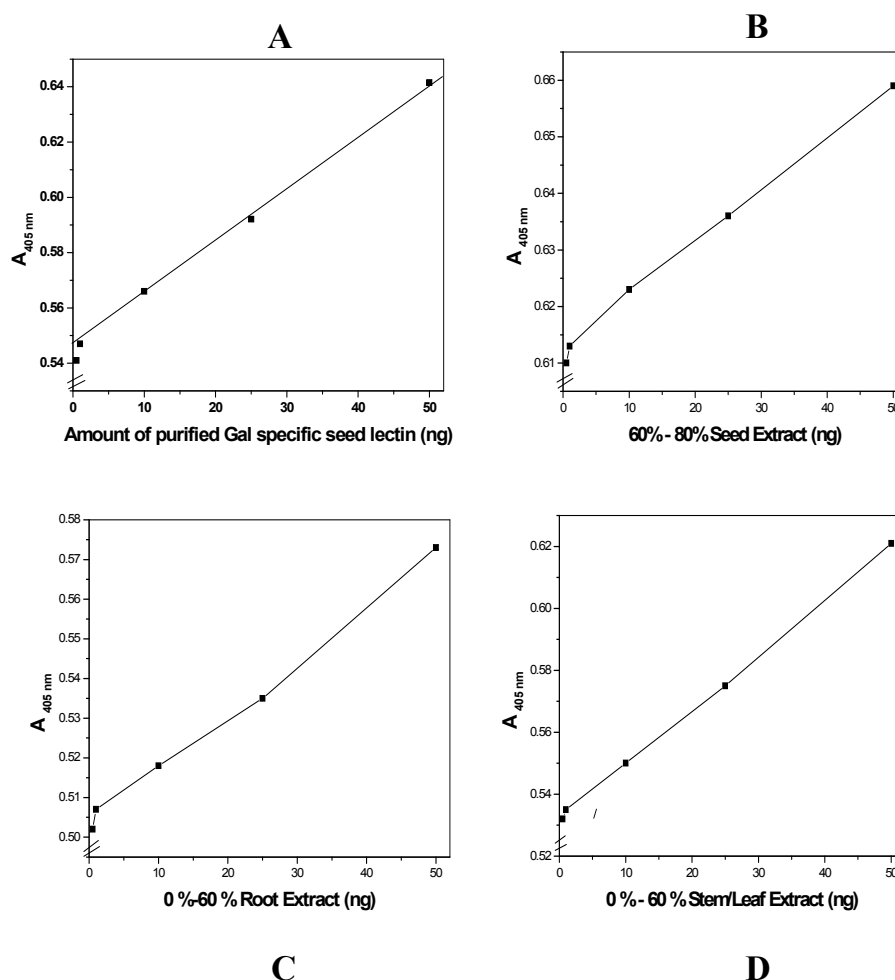 A
0.64
0.62
0.60
0.58
0.56
0.54
A 405 nm
0 10 20 30 40 50
Amount of purified Gal specific seed lectin (ng)
B
0.66
0.65
0.64
0.63
0.62
0.61
A 405 nm
0 10 20 30 40 50
60% - 80% Seed Extract (ng)
0.58
0.57
0.56
0.55
0.54
0.53
0.52
0.51
0.50
A 405 nm
0 10 20 30 40 50
0 %-60 % Root Extract (ng)
C
0.62
0.60
0.58
0.56
0.54
0.52
A 405 nm
0 10 20 30 40 50
0 % - 60 % Stem/Leaf Extract (ng)
D